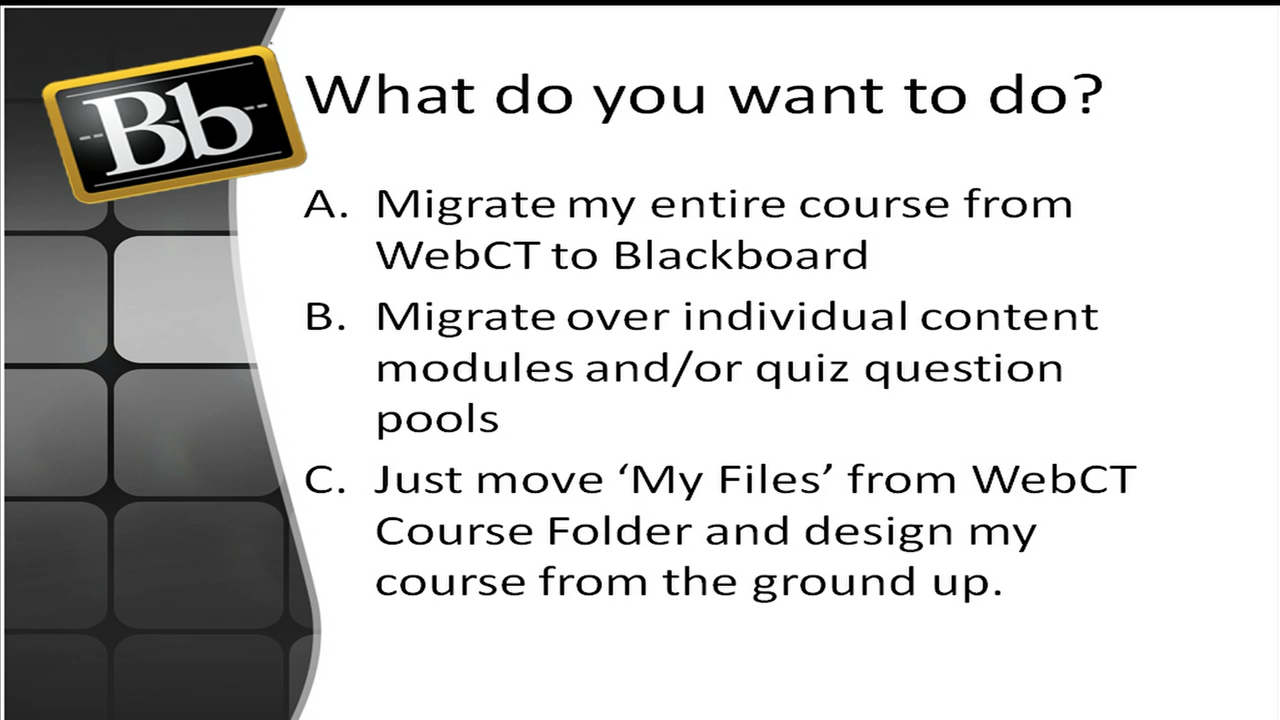 Bb
What do you want to do?
A. Migrate my entire course from
WebCT to Blackboard
B. Migrate over individual content
modules and/or quiz question
pools
C. Just move ‘My Files’ from WebCT
Course Folder and design my
course from the ground up.